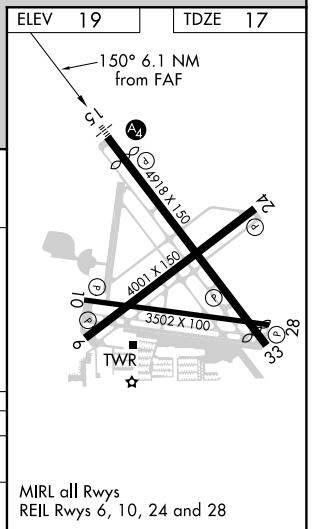 ELEV 19
TDZE 17
150° 6.1 NM
from FAF
15
A4
P
4918 X 150
24
P
4001 X 150
P
10
P
3502 X 100
28
P
P
6
33
TWR
MIRL all Rwys
REIL Rwys 6, 10, 24 and 28